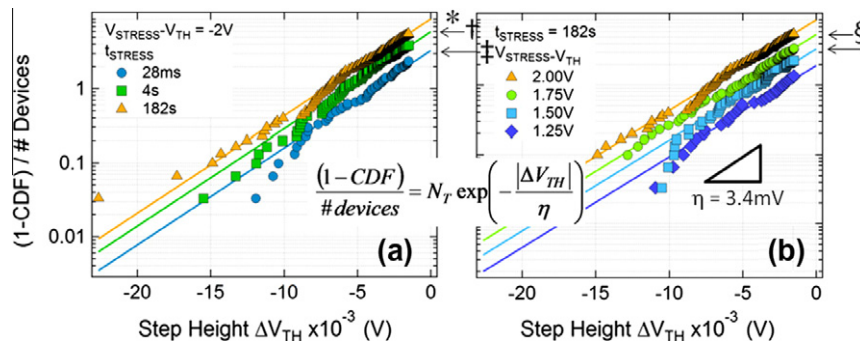 V_STRESS-V_TH = -2V
t_STRESS
28ms
4s
182s
(1-CDF) / # Devices
1
0.1
0.01
(a)
-20
-15
-10
-5
0
Step Height ΔV_TH x10^-3 (V)
*
†
‡
(1-CDF) / #devices = N_T exp(-|ΔV_TH| / η)
t_STRESS = 182s
V_STRESS-V_TH
2.00V
1.75V
1.50V
1.25V
η = 3.4mV
(b)
-20
-15
-10
-5
0
Step Height ΔV_TH x10^-3 (V)
§